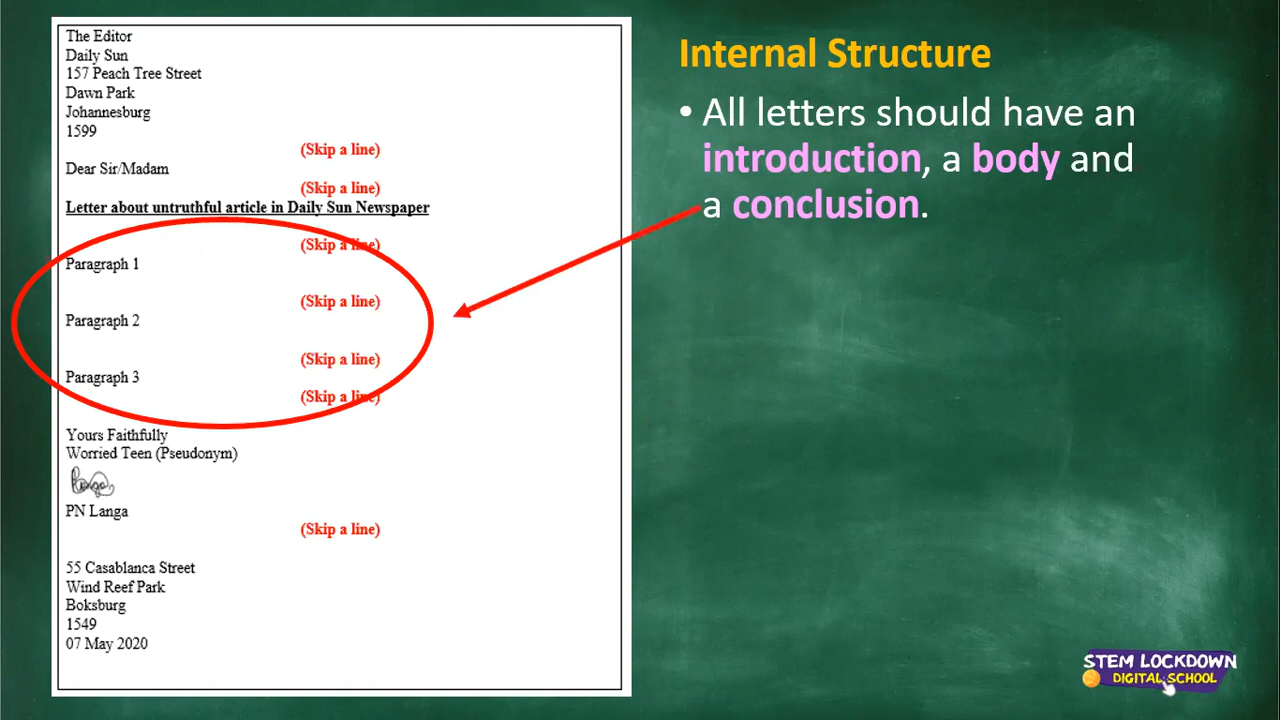 The Editor
Daily Sun
157 Peach Tree Street
Dawn Park
Johannesburg
1599
(Skip a line)
Dear Sir/Madam
(Skip a line)
Letter about untruthful article in Daily Sun Newspaper
(Skip a line)
Paragraph 1
(Skip a line)
Paragraph 2
(Skip a line)
Paragraph 3
(Skip a line)
Yours Faithfully
Worried Teen (Pseudonym)
PN Langa
(Skip a line)
55 Casablanca Street
Wind Reef Park
Boksburg
1549
07 May 2020
Internal Structure
• All letters should have an
introduction, a body and
a conclusion.
STEM LOCKDOWN
DIGITAL SCHOOL